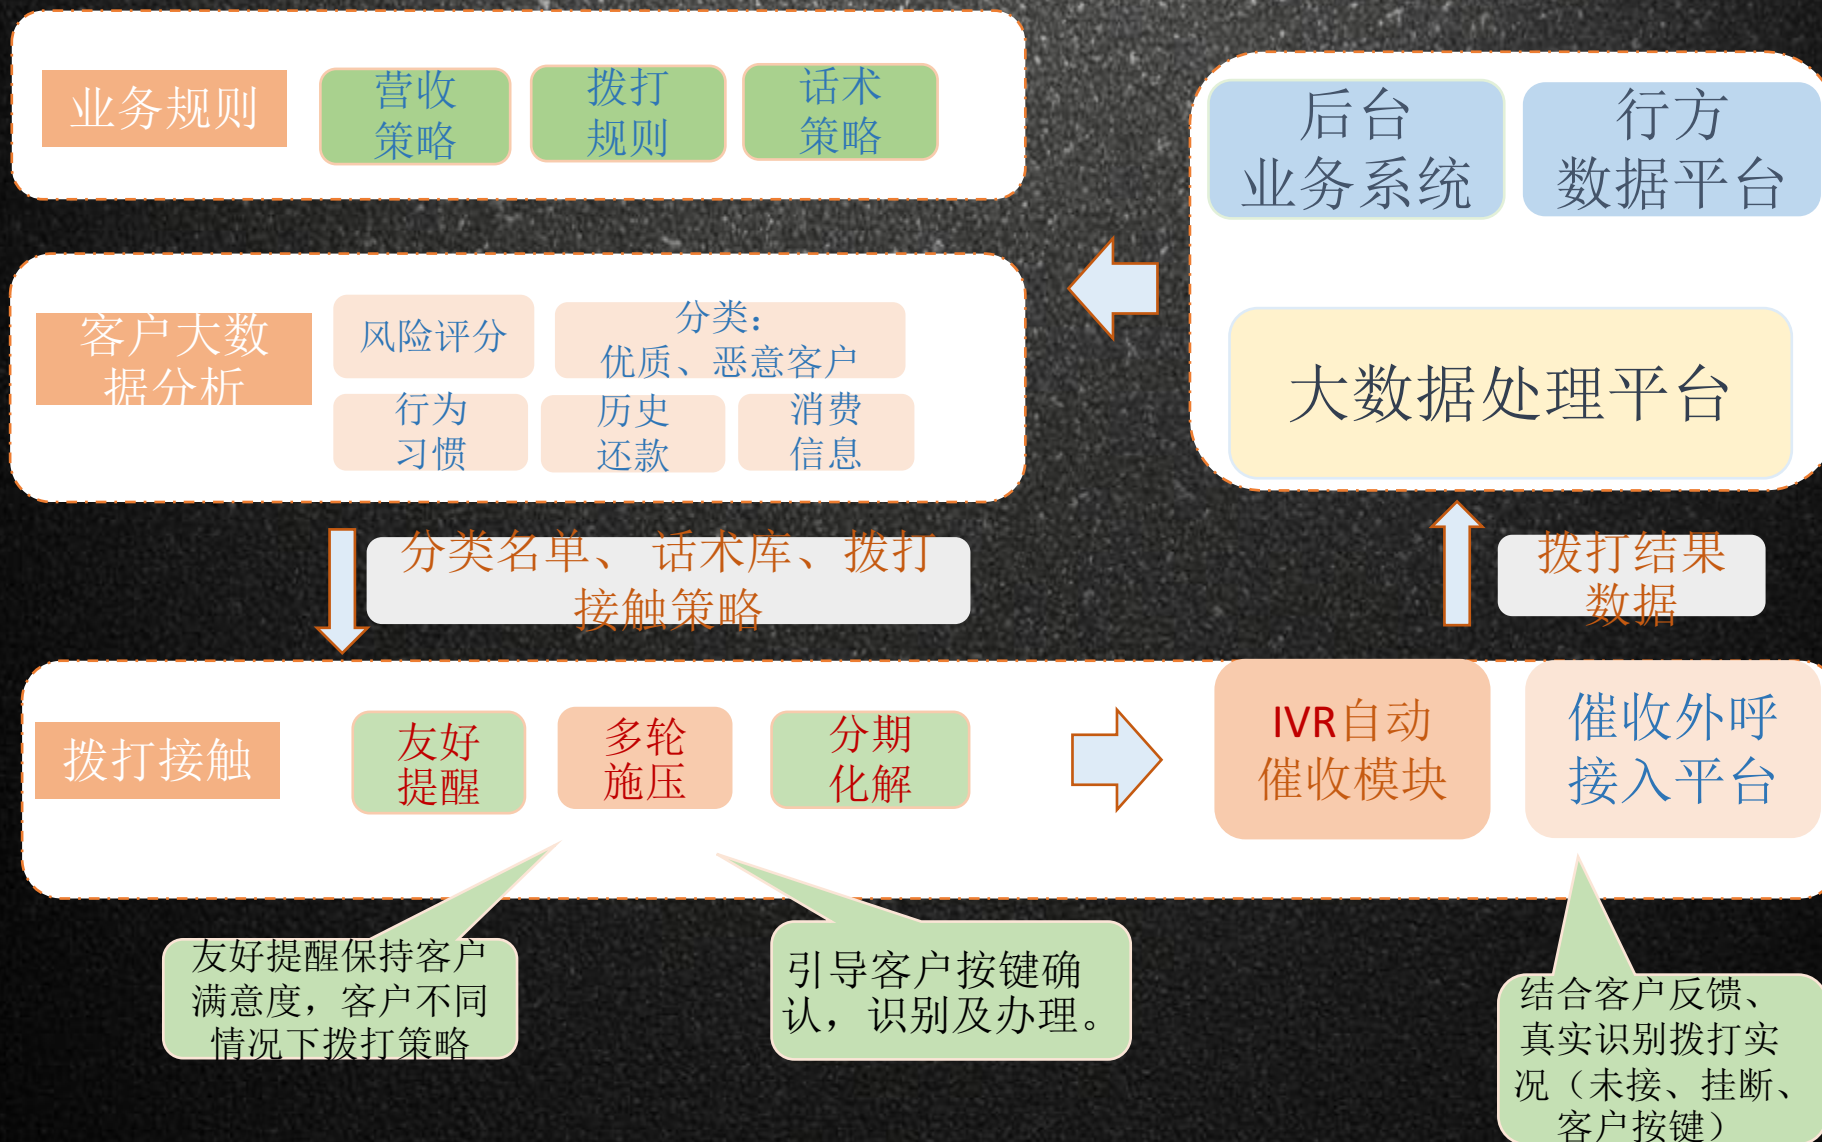 业务规则
营收
策略
拨打
规则
话术
策略
后台
业务系统
行方
数据平台
客户大数
据分析
风险评分
分类：
优质、恶意客户
行为
习惯
历史
还款
消费
信息
大数据处理平台
分类名单、 话术库、拨打
接触策略
拨打结果
数据
拨打接触
友好
提醒
多轮
施压
分期
化解
IVR自动
催收模块
催收外呼
接入平台
友好提醒保持客户
满意度，客户不同
情况下拨打策略
引导客户按键确
认，识别及办理。
结合客户反馈、
真实识别拨打实
况（未接、挂断、
客户按键）